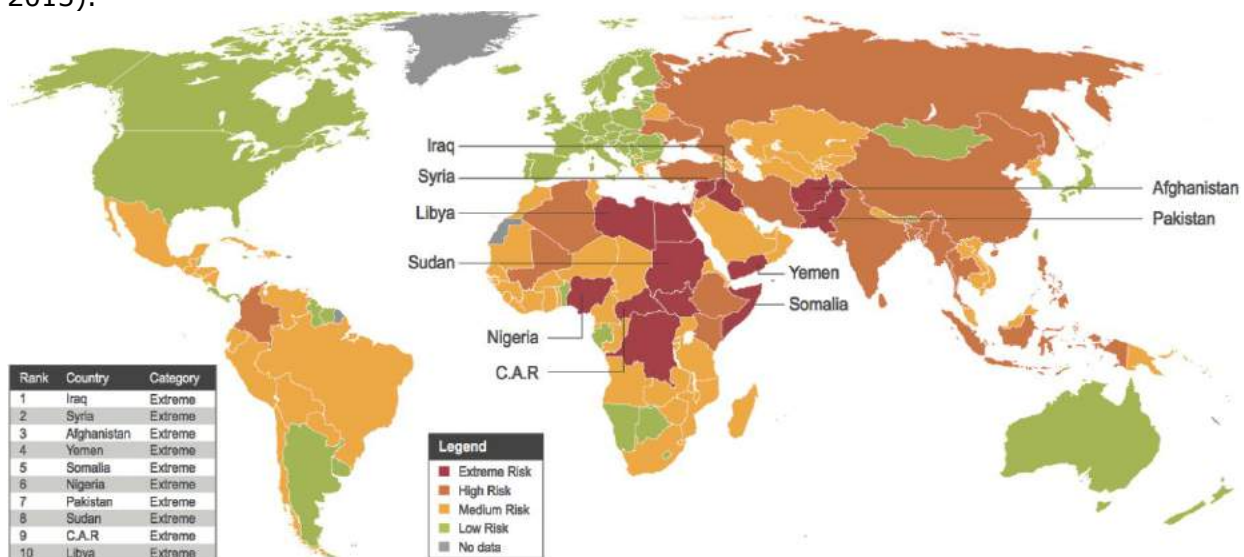 2015).
Iraq
Syria
Libya
Sudan
Nigeria
C.A.R
Afghanistan
Pakistan
Yemen
Somalia
Rank Country Category
1 Iraq Extreme
2 Syria Extreme
3 Afghanistan Extreme
4 Yemen Extreme
5 Somalia Extreme
6 Nigeria Extreme
7 Pakistan Extreme
8 Sudan Extreme
9 C.A.R Extreme
10 Libya Extreme
Legend
Extreme Risk
High Risk
Medium Risk
Low Risk
No data